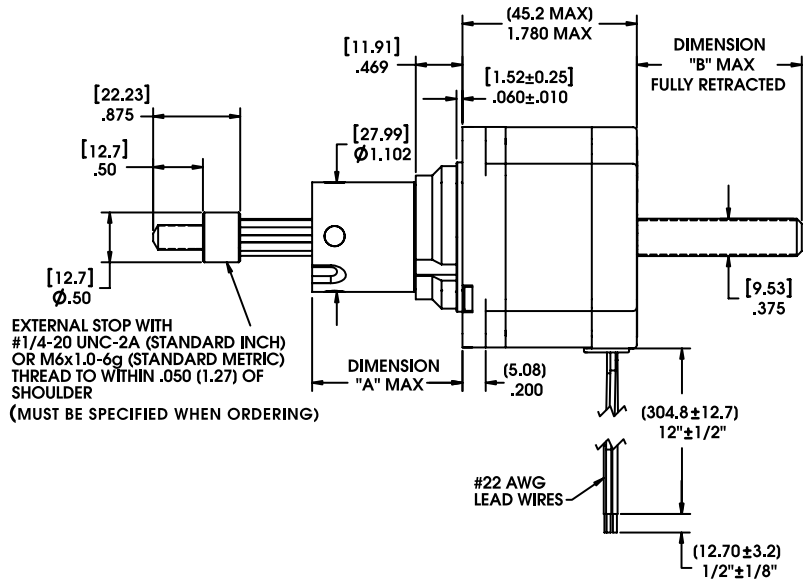 (45.2 MAX)
1.780 MAX
DIMENSION
"B" MAX
FULLY RETRACTED
[11.91]
.469
[1.52±0.25]
.060±.010
[22.23]
.875
[27.99]
Φ1.102
[12.7]
.50
[12.7]
Φ.50
[9.53]
.375
EXTERNAL STOP WITH
#1/4-20 UNC-2A (STANDARD INCH)
OR M6x1.0-6g (STANDARD METRIC)
THREAD TO WITHIN .050 (1.27) OF
SHOULDER
(MUST BE SPECIFIED WHEN ORDERING)
DIMENSION
"A" MAX
(5.08)
.200
(304.8±12.7)
12"±1/2"
#22 AWG
LEAD WIRES
(12.70±3.2)
1/2"±1/8"